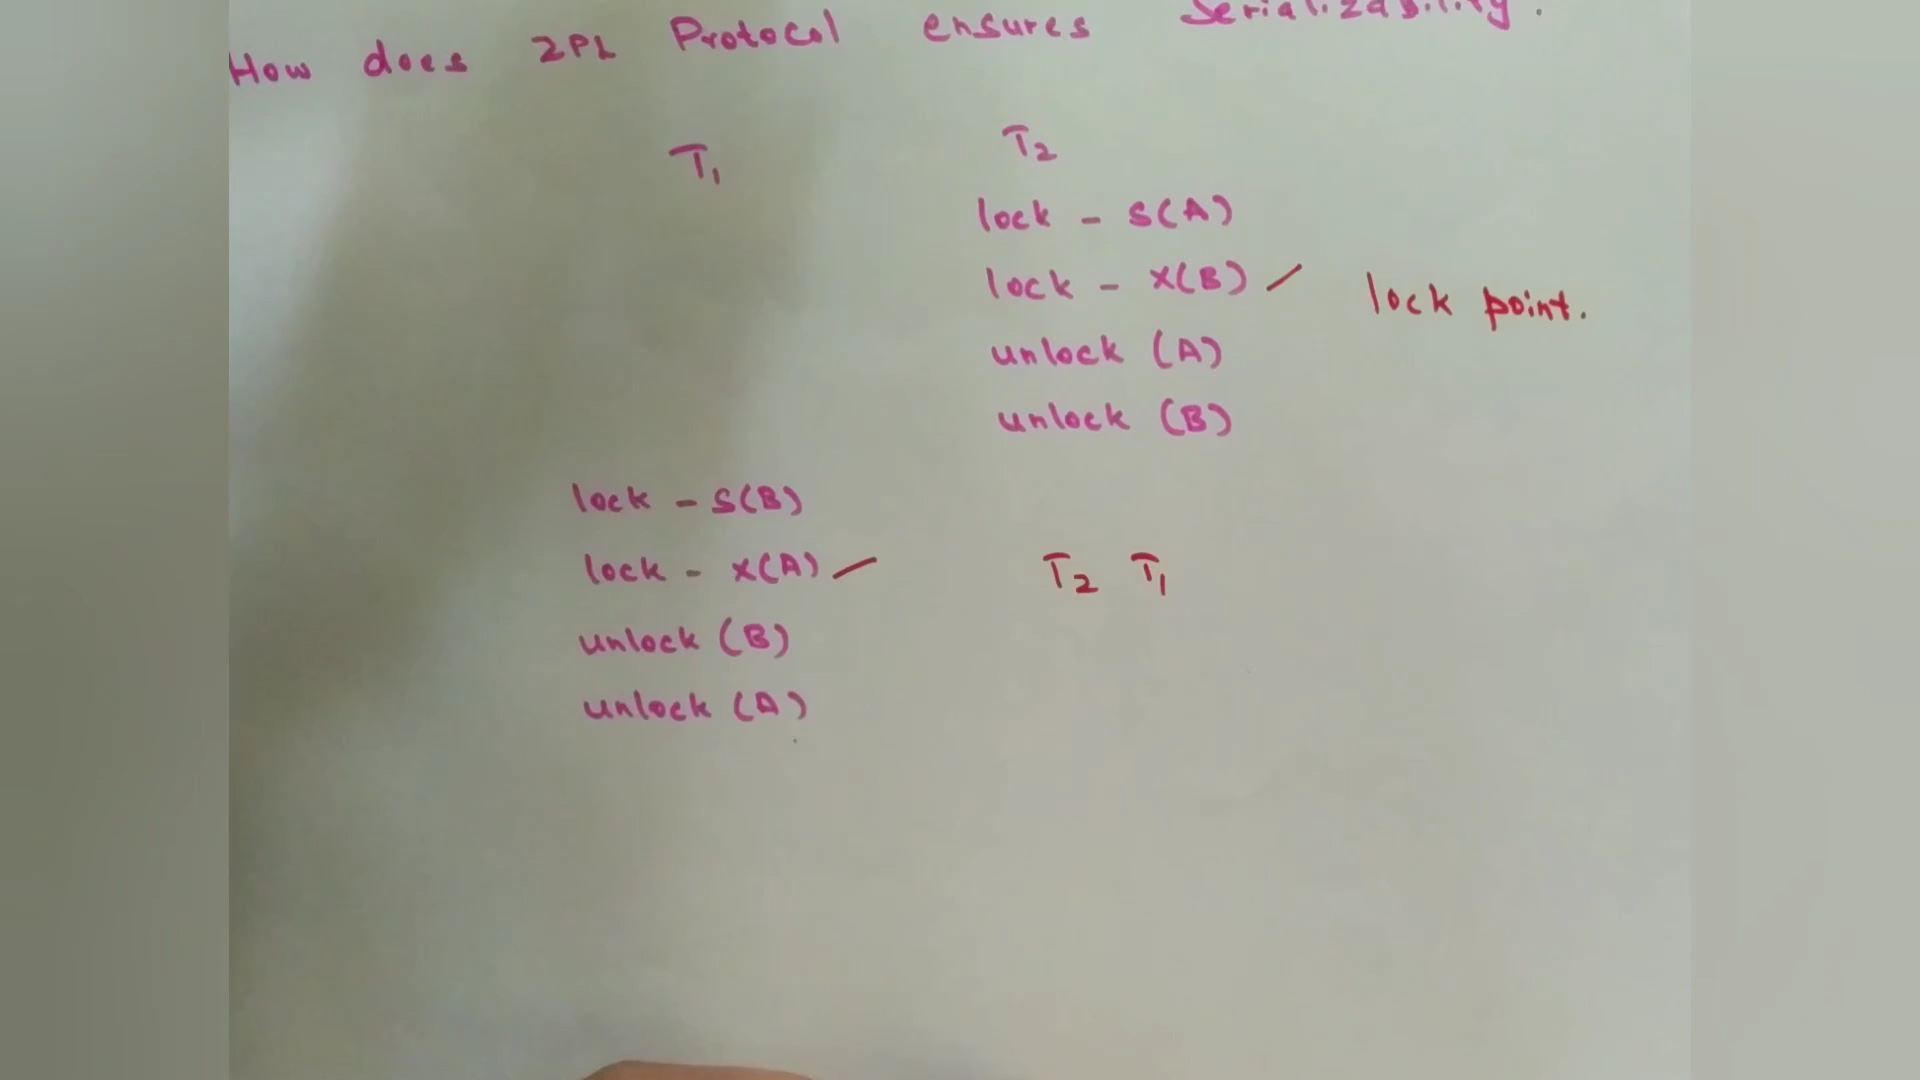 How does 2PL Protocol ensures Serializability.
T1 T2
lock - S(A)
lock - X(B) lock point.
unlock (A)
unlock (B)
lock - S(B)
lock - X(A) T2 T1
unlock (B)
unlock (A)